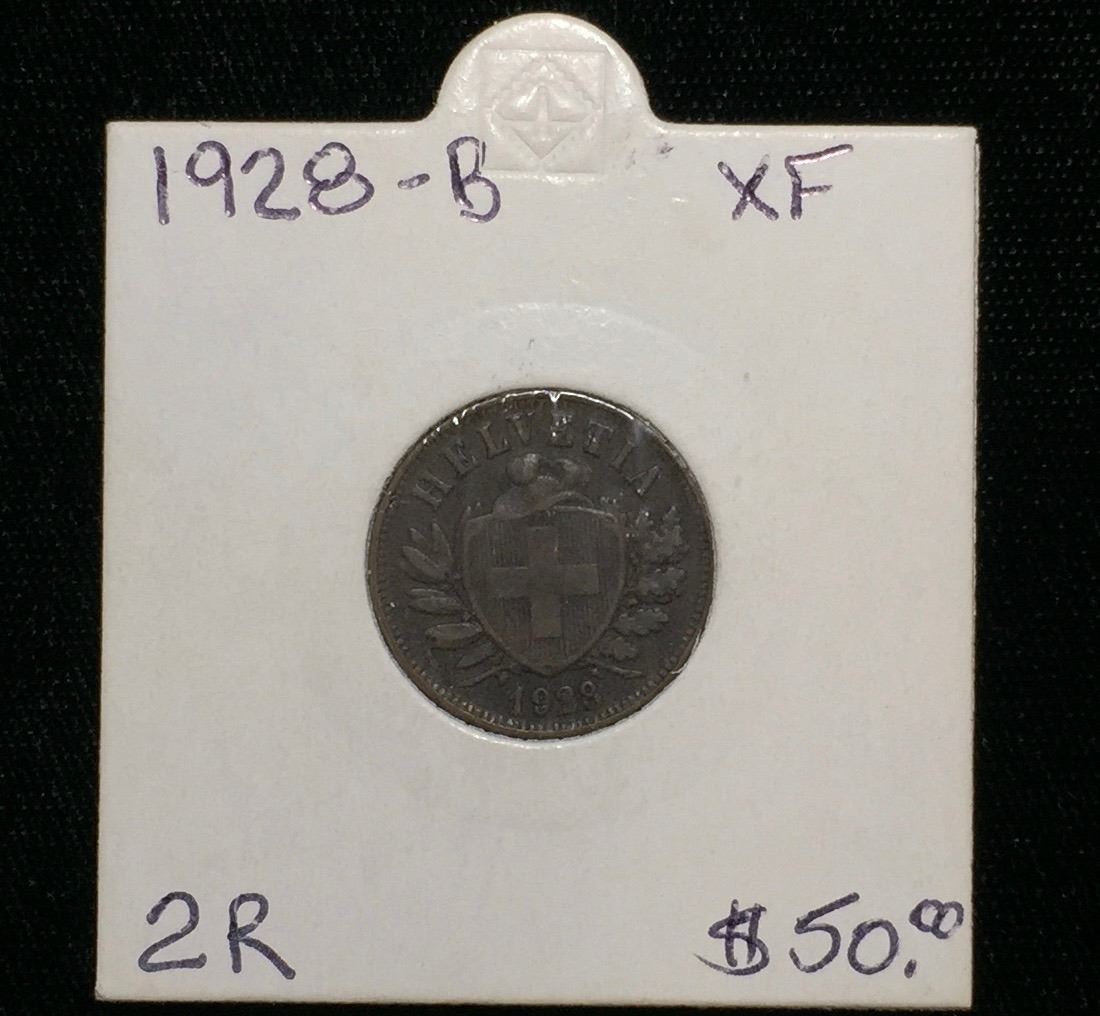 1928-B XF
HELVETIA
1928
2R $50.00